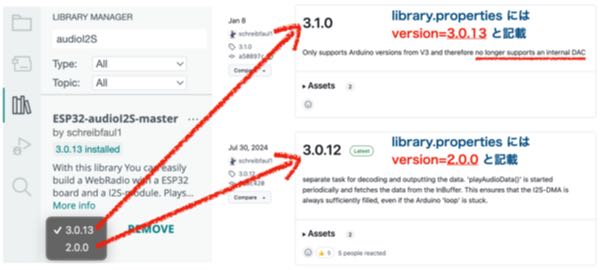 LIBRARY MANAGER
audioI2S
Type: All
Topic: All
ESP32-audioI2S-master
by schreibfaul1
3.0.13 installed
With this library You can easily
build a WebRadio with a ESP32
board and a I2S-module. Plays...
More info
✓ 3.0.13
2.0.0
REMOVE
Jan 8
schreibfaul1
3.1.0
Compare
3.1.0
library.properties には
version=3.0.13 と記載
Only supports Arduino versions from V3 and therefore no longer supports an internal DAC
Assets 2
Jul 30, 2024
schreibfaul1
3.0.12
Compare
3.0.12 Latest
library.properties には
version=2.0.0 と記載
separate task for decoding and outputting the data. 'playAudioData()' is started
periodically and fetches the data from the InBuffer. This ensures that the I2S-DMA is
always sufficiently filled, even if the Arduino 'loop' is stuck.
Assets 2
5 5 people reacted